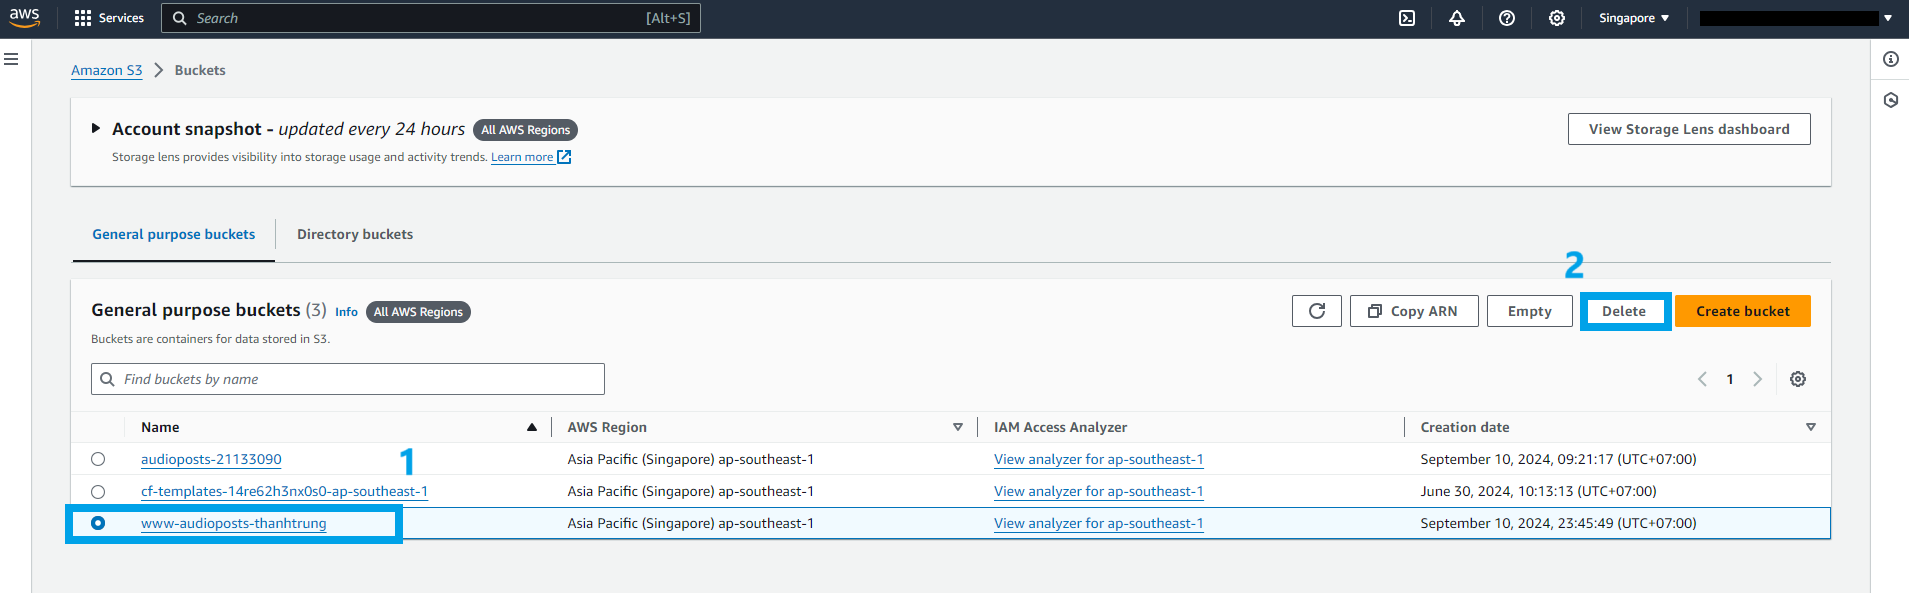 aws Services Search [Alt+S] Singapore
Amazon S3 Buckets
Account snapshot - updated every 24 hours All AWS Regions View Storage Lens dashboard
Storage lens provides visibility into storage usage and activity trends. Learn more
General purpose buckets Directory buckets
2
General purpose buckets (3) Info All AWS Regions Copy ARN Empty Delete Create bucket
Buckets are containers for data stored in S3.
Find buckets by name 1
Name AWS Region IAM Access Analyzer Creation date
audioposts-21133090 1 Asia Pacific (Singapore) ap-southeast-1 View analyzer for ap-southeast-1 September 10, 2024, 09:21:17 (UTC+07:00)
cf-templates-14re62h3nx0s0-ap-southeast-1 Asia Pacific (Singapore) ap-southeast-1 View analyzer for ap-southeast-1 June 30, 2024, 10:13:13 (UTC+07:00)
www-audioposts-thanhtrung Asia Pacific (Singapore) ap-southeast-1 View analyzer for ap-southeast-1 September 10, 2024, 23:45:49 (UTC+07:00)